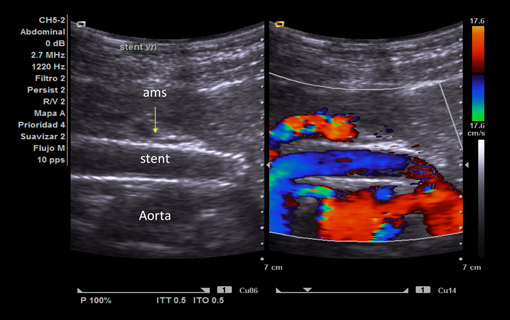 CH5-2
Abdominal
0 dB
2.7 MHz
1220 Hz
Filtro 2
Persist 2
R/V 2
Mapa A
Prioridad 4
Suavizar 2
Flujo M
10 pps
stent vri
ams
stent
Aorta
17.6
17.6
cm/s
7 cm
7 cm
1
Cu86
1
Cu14
P 100%
ITT 0.5
ITO 0.5